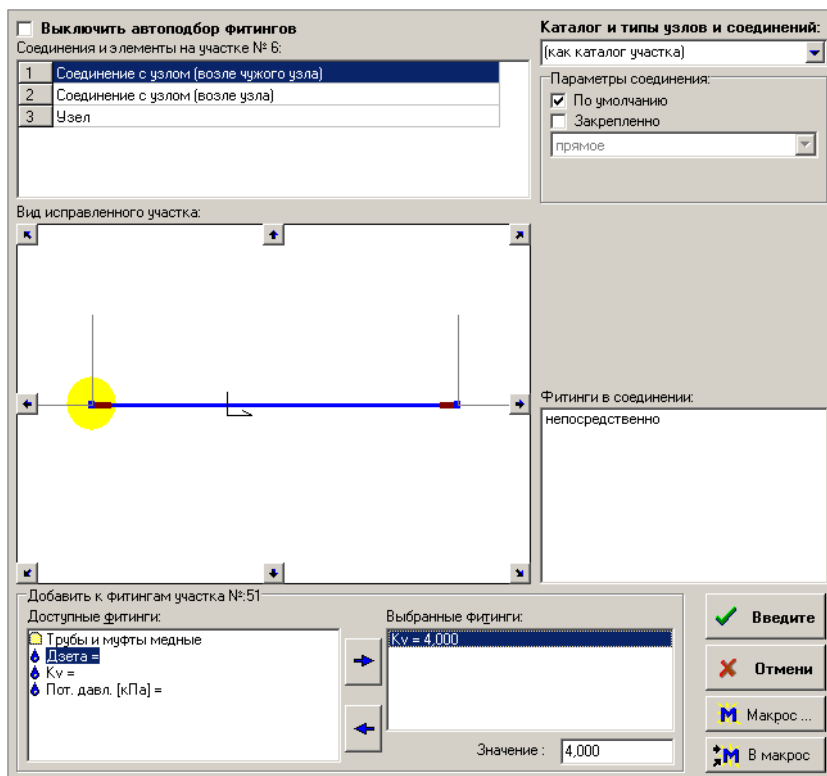 Выключить автоподбор фитингов
Соединения и элементы на участке № 6:
1 Соединение с узлом (возле чужого узла)
2 Соединение с узлом (возле узла)
3 Узел
Каталог и типы узлов и соединений:
(как каталог участка)
Параметры соединения:
По умолчанию
Закрепленно
прямое
Вид исправленного участка:
Фитинги в соединении:
непосредственно
Добавить к фитингам участка №:51
Доступные фитинги:
Трубы и муфты медные
Дзета =
Kv =
Пот. давл. [кПа] =
Выбранные фитинги:
Kv = 4,000
Значение : 4,000
Введите
Отмени
М Макрос ...
М В макрос